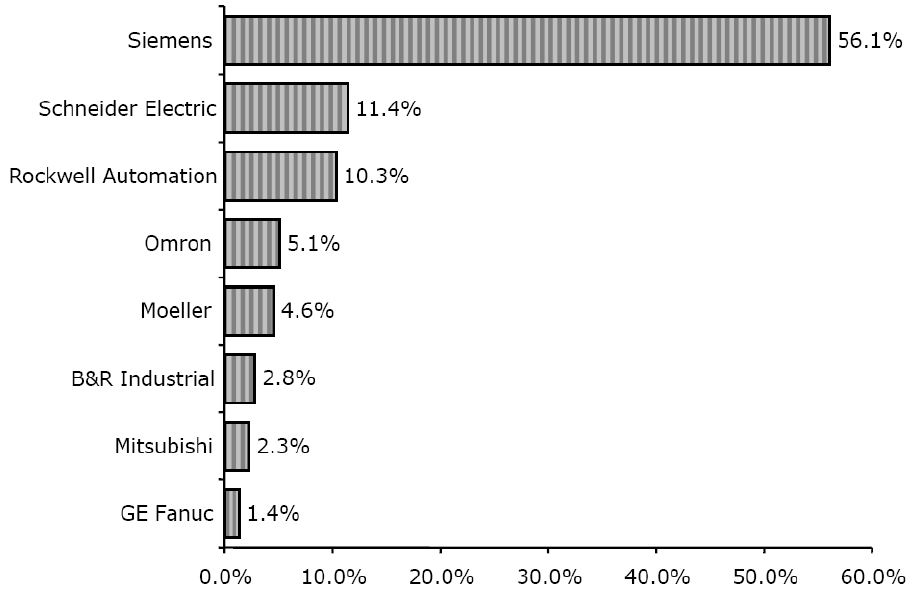 Siemens 56.1%
Schneider Electric 11.4%
Rockwell Automation 10.3%
Omron 5.1%
Moeller 4.6%
B&R Industrial 2.8%
Mitsubishi 2.3%
GE Fanuc 1.4%
0.0% 10.0% 20.0% 30.0% 40.0% 50.0% 60.0%